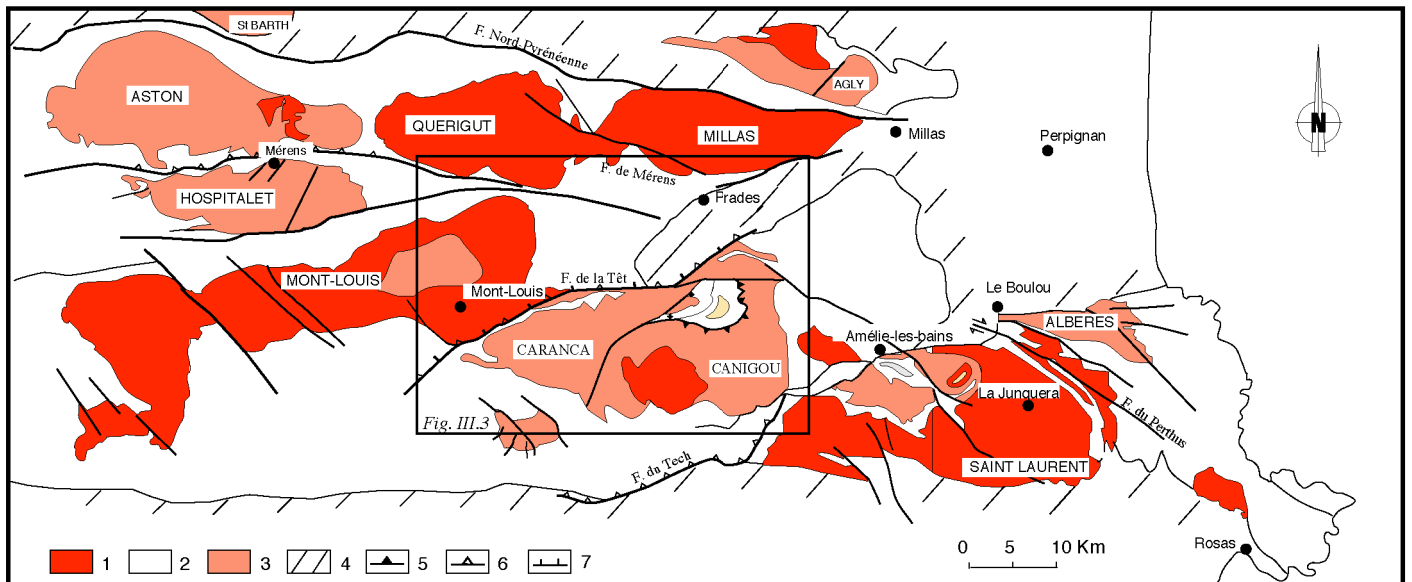 St BARTH
F. Nord-Pyrénéenne
ASTON
AGLY
QUERIGUT
MILLAS
Millas
Perpignan
N
Mérens
F. de Mérens
HOSPITALET
Prades
MONT-LOUIS
F. de la Têt
Mont-Louis
Le Boulou
ALBERES
Amélie-les-bains
CARANCA
CANIGOU
La Junquera
F. du Perthus
Fig. III.3
F. du Tech
SAINT LAURENT
Rosas
0 5 10 Km
1 2 3 4 5 6 7